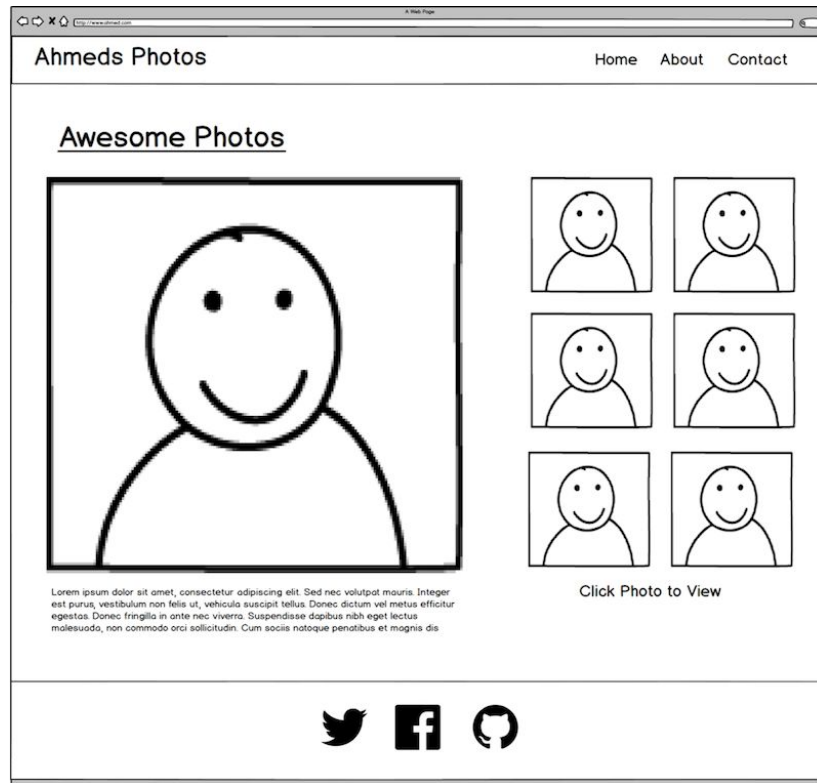 A Web Page
http://www.ahmed.com
Ahmeds Photos
Home About Contact
Awesome Photos
Lorem ipsum dolor sit amet, consectetur adipiscing elit. Sed nec volutpat mauris. Integer
est purus, vestibulum non felis ut, vehicula suscipit tellus. Donec dictum vel metus efficitur
egestas. Donec fringilla in ante nec viverra. Suspendisse dapibus nibh eget lectus
malesuada, non commodo orci sollicitudin. Cum sociis natoque penatibus et magnis dis
Click Photo to View